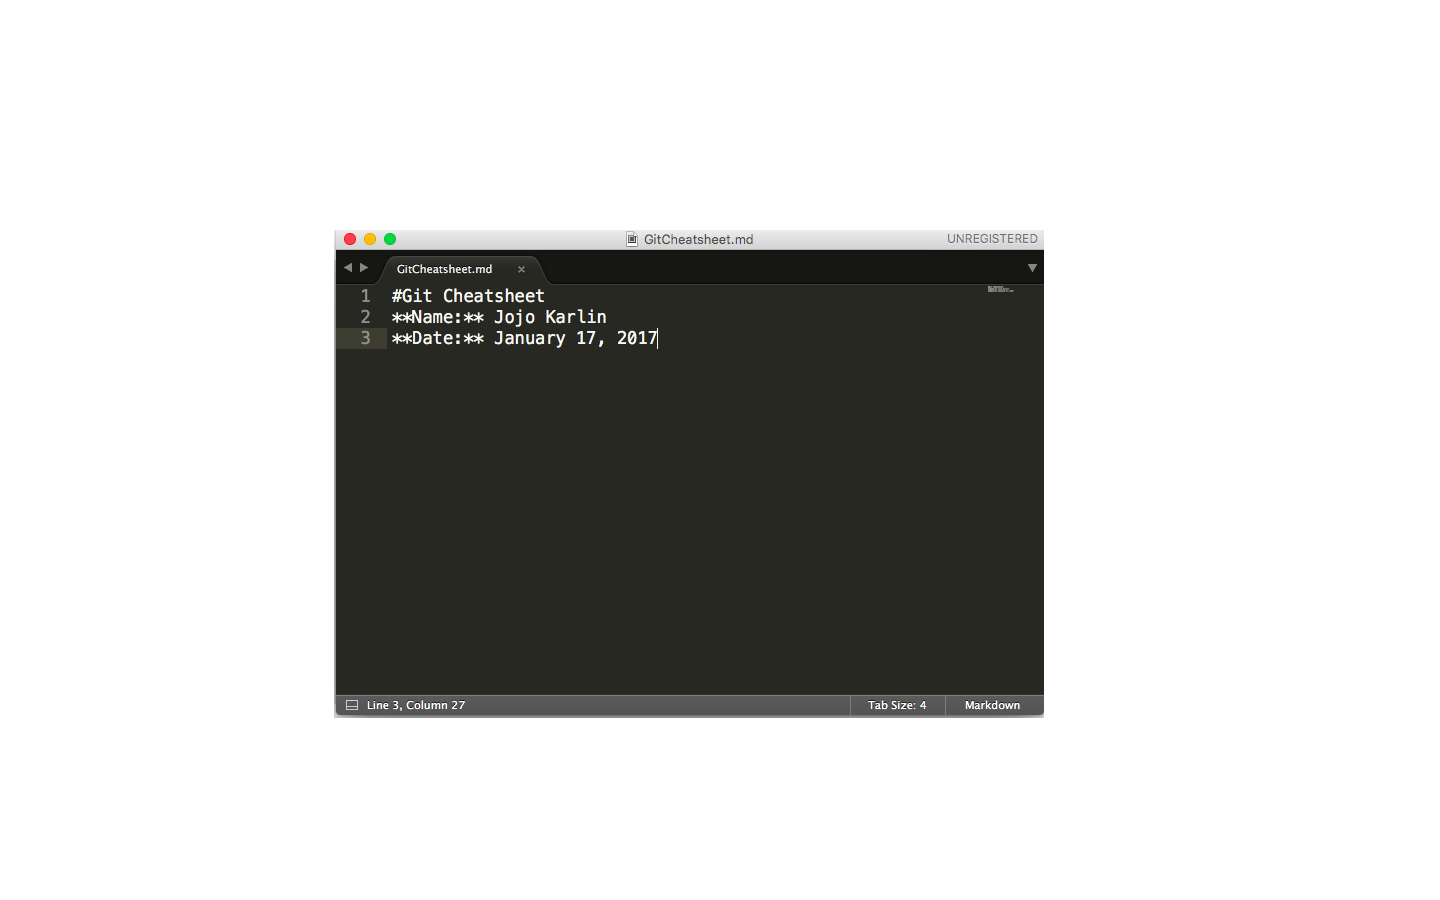 GitCheatsheet.md
UNREGISTERED
GitCheatsheet.md ×
1 #Git Cheatsheet
2 **Name:** Jojo Karlin
3 **Date:** January 17, 2017
Line 3, Column 27
Tab Size: 4
Markdown